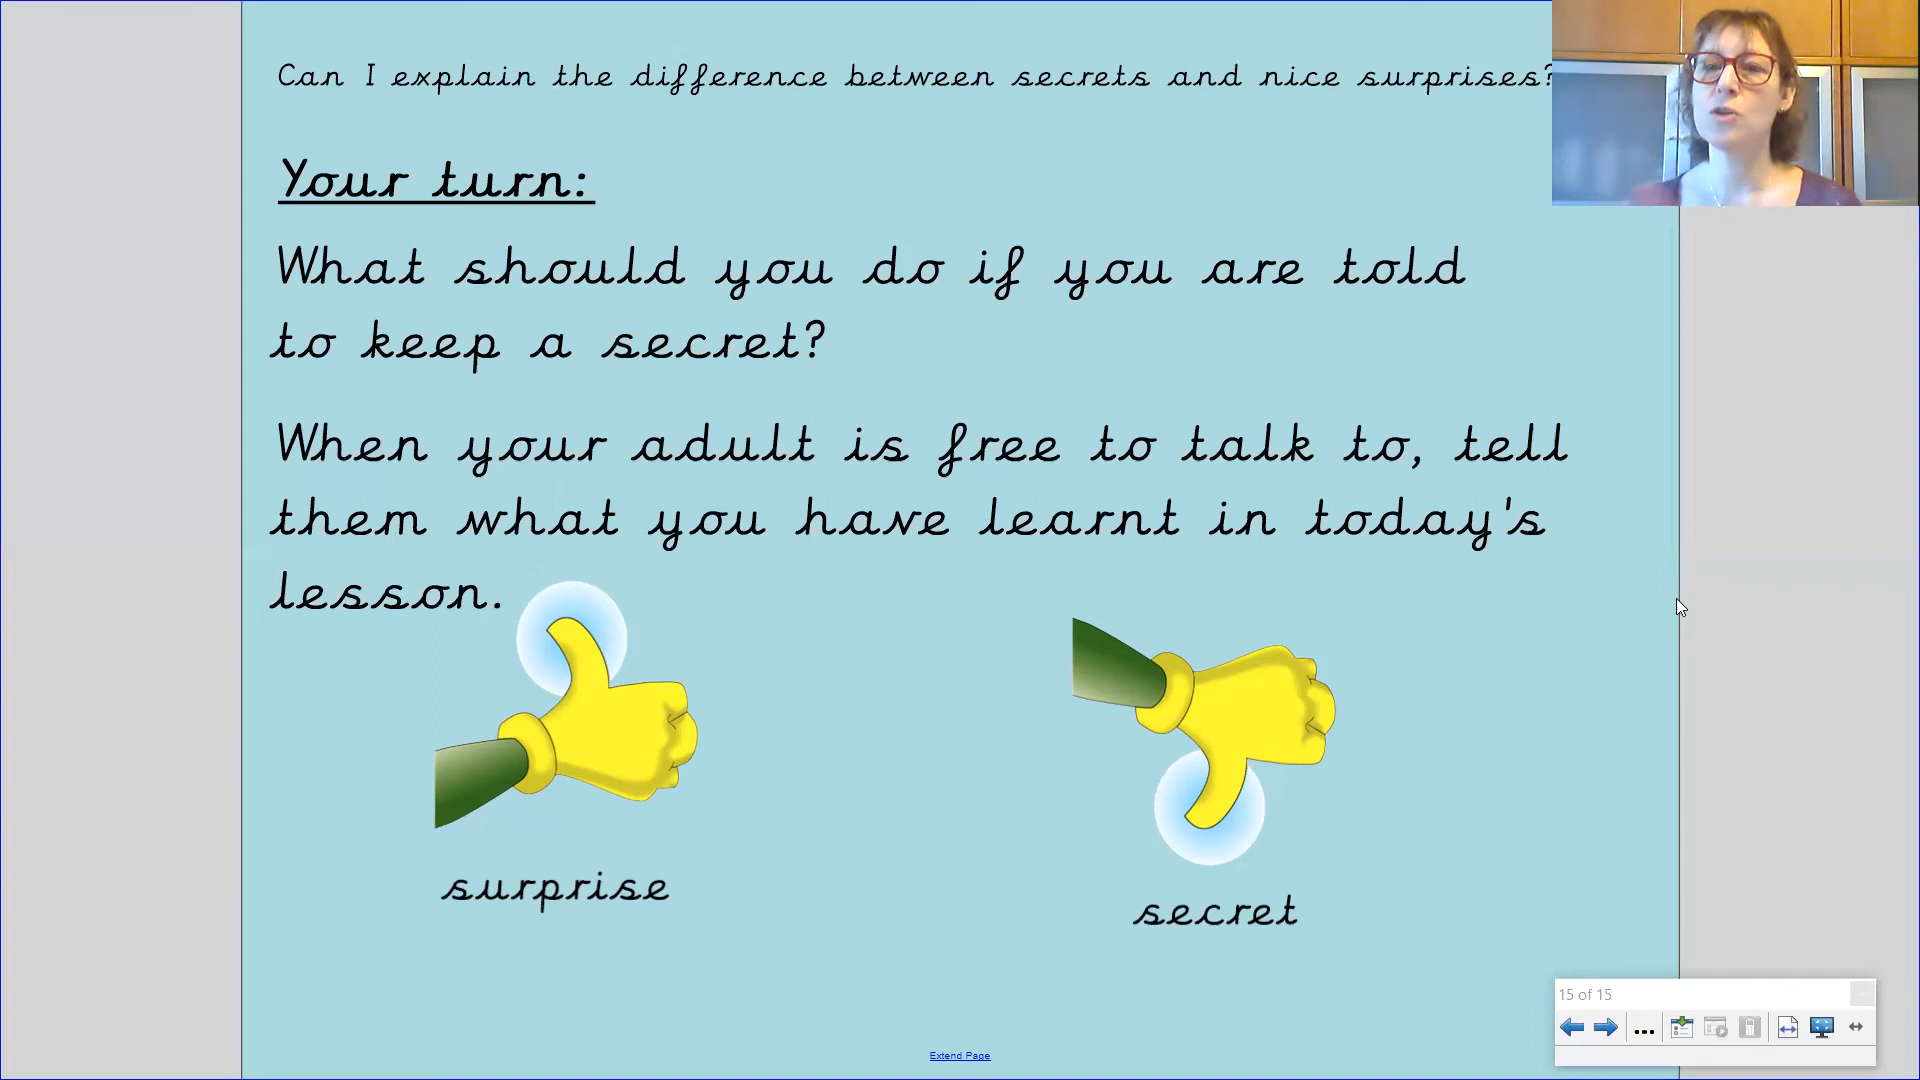 Can I explain the difference between secrets and nice surprises?
Your turn:
What should you do if you are told
to keep a secret?
When your adult is free to talk to, tell
them what you have learnt in today's
lesson.
surprise
secret
15 of 15
Extend Page